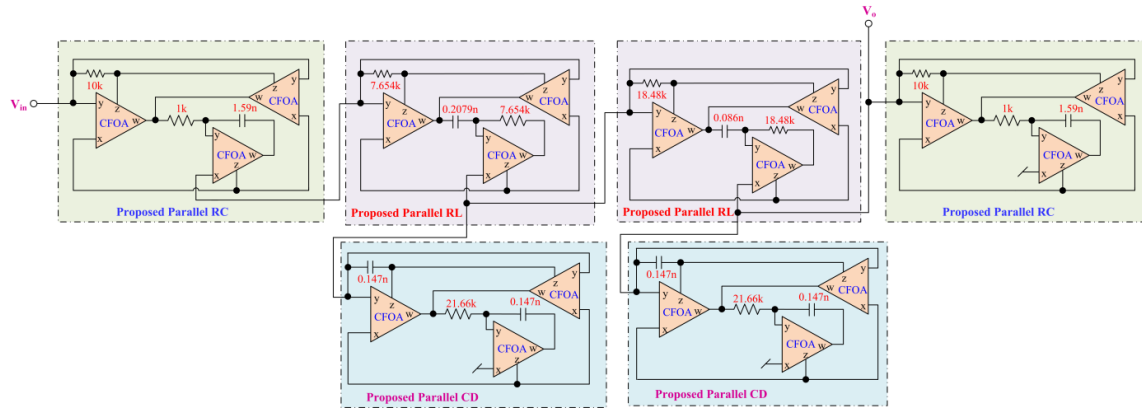 V_o
V_in
10k
y
z
CFOA
w
x
1k
1.59n
y
z
w
CFOA
x
y
CFOA
w
z
x
Proposed Parallel RC
7.654k
y
z
CFOA
w
x
0.2079n
7.654k
y
z
w
CFOA
x
y
CFOA
w
z
x
Proposed Parallel RL
18.48k
y
z
CFOA
w
x
0.086n
18.48k
y
z
w
CFOA
x
y
CFOA
w
z
x
Proposed Parallel RL
10k
y
z
CFOA
w
x
1k
1.59n
y
z
w
CFOA
x
y
CFOA
w
z
x
Proposed Parallel RC
0.147n
y
z
CFOA
w
x
21.66k
0.147n
y
z
w
CFOA
x
y
CFOA
w
z
x
Proposed Parallel CD
0.147n
y
z
CFOA
w
x
21.66k
0.147n
y
z
w
CFOA
x
y
CFOA
w
z
x
Proposed Parallel CD